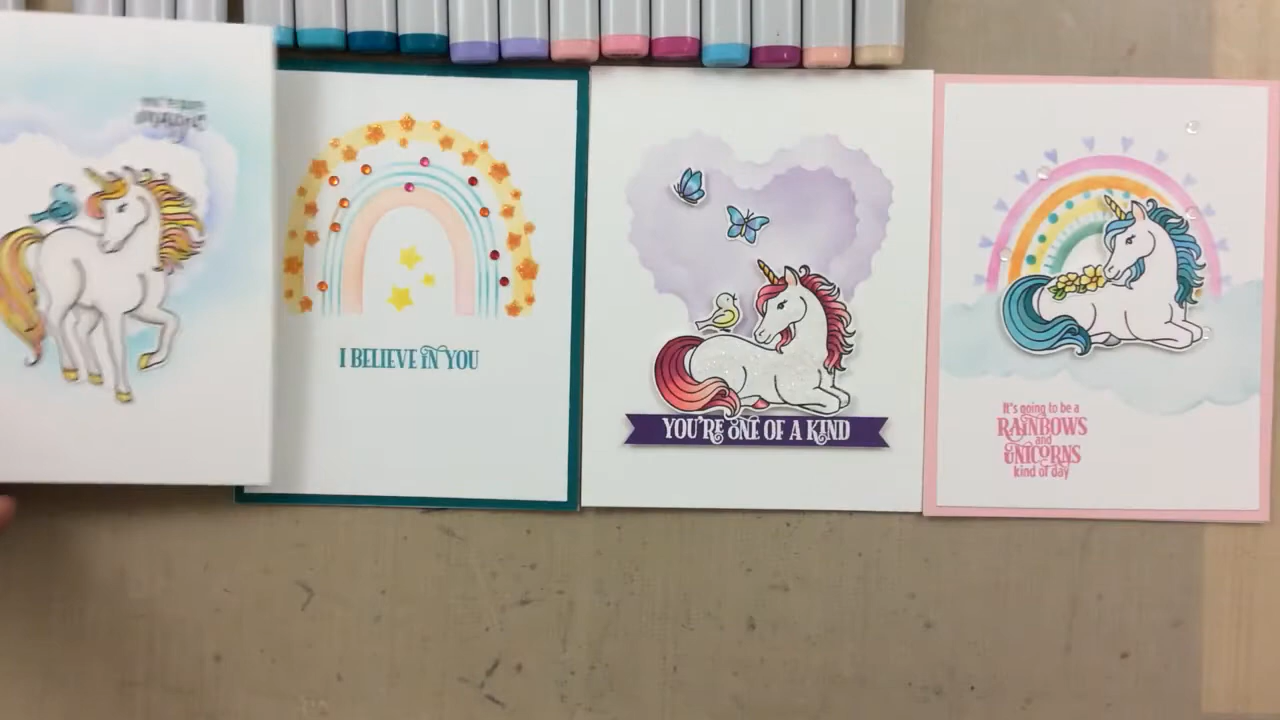 I BELIEVE IN YOU
YOU'RE ONE OF A KIND
It's going to be a
RAINBOWS
and
UNICORNS
kind of day